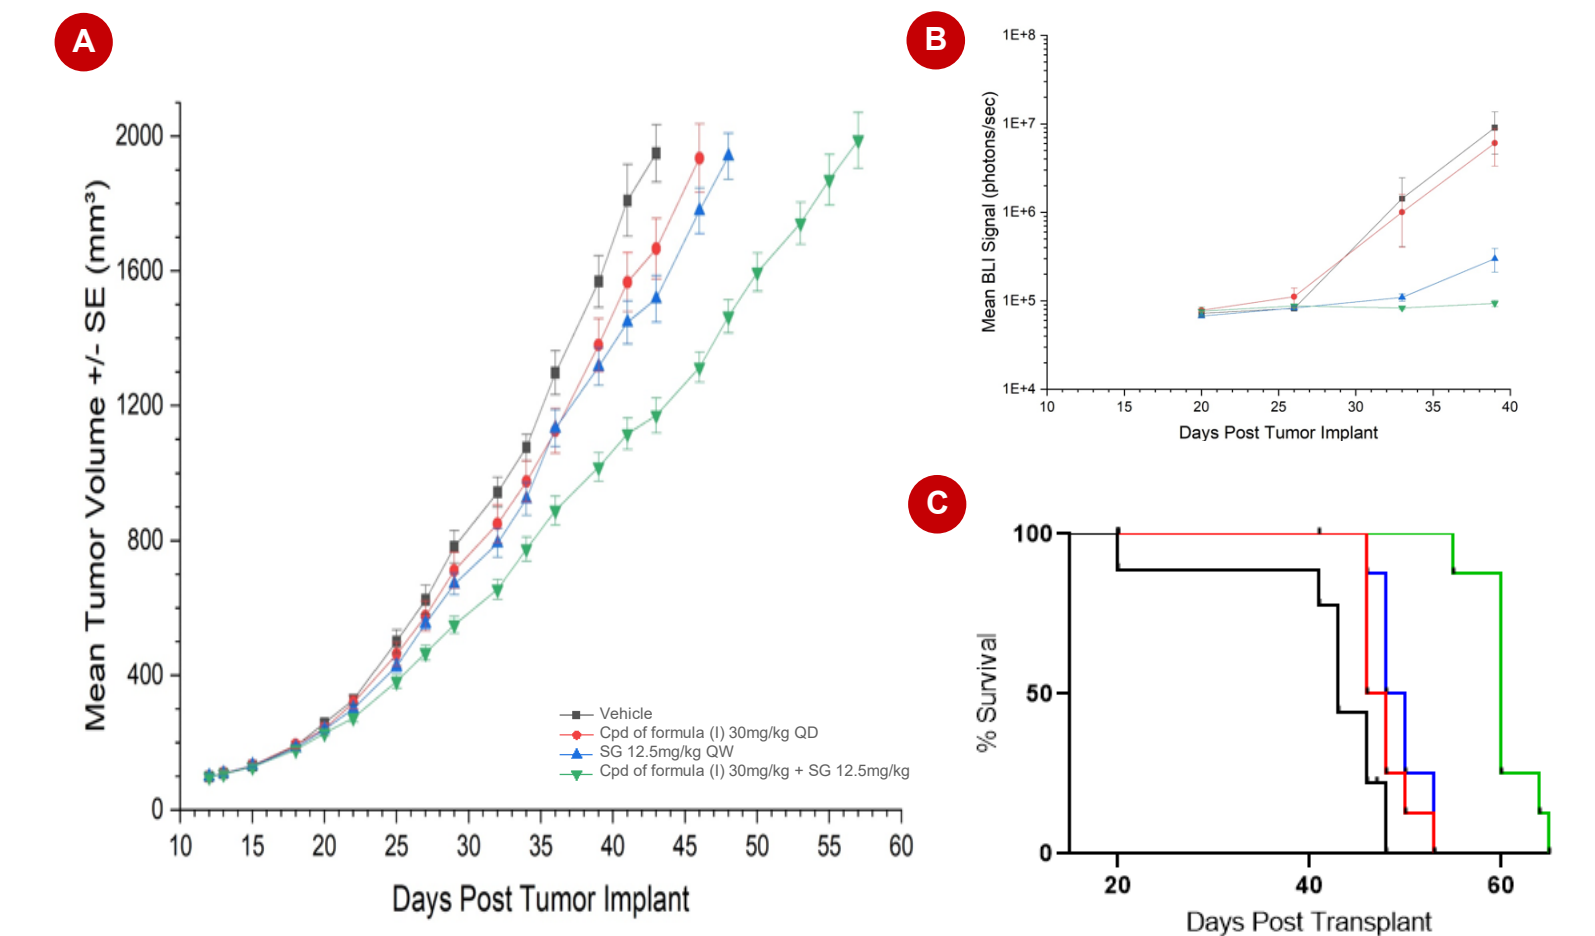 A
Mean Tumor Volume +/- SE (mm³)
2000
1600
1200
800
400
0
10 15 20 25 30 35 40 45 50 55 60
Days Post Tumor Implant
Vehicle
Cpd of formula (I) 30mg/kg QD
SG 12.5mg/kg QW
Cpd of formula (I) 30mg/kg + SG 12.5mg/kg
B
Mean BLI Signal (photons/sec)
1E+8
1E+7
1E+6
1E+5
1E+4
10 15 20 25 30 35 40
Days Post Tumor Implant
C
% Survival
100
50
0
20 40 60
Days Post Transplant